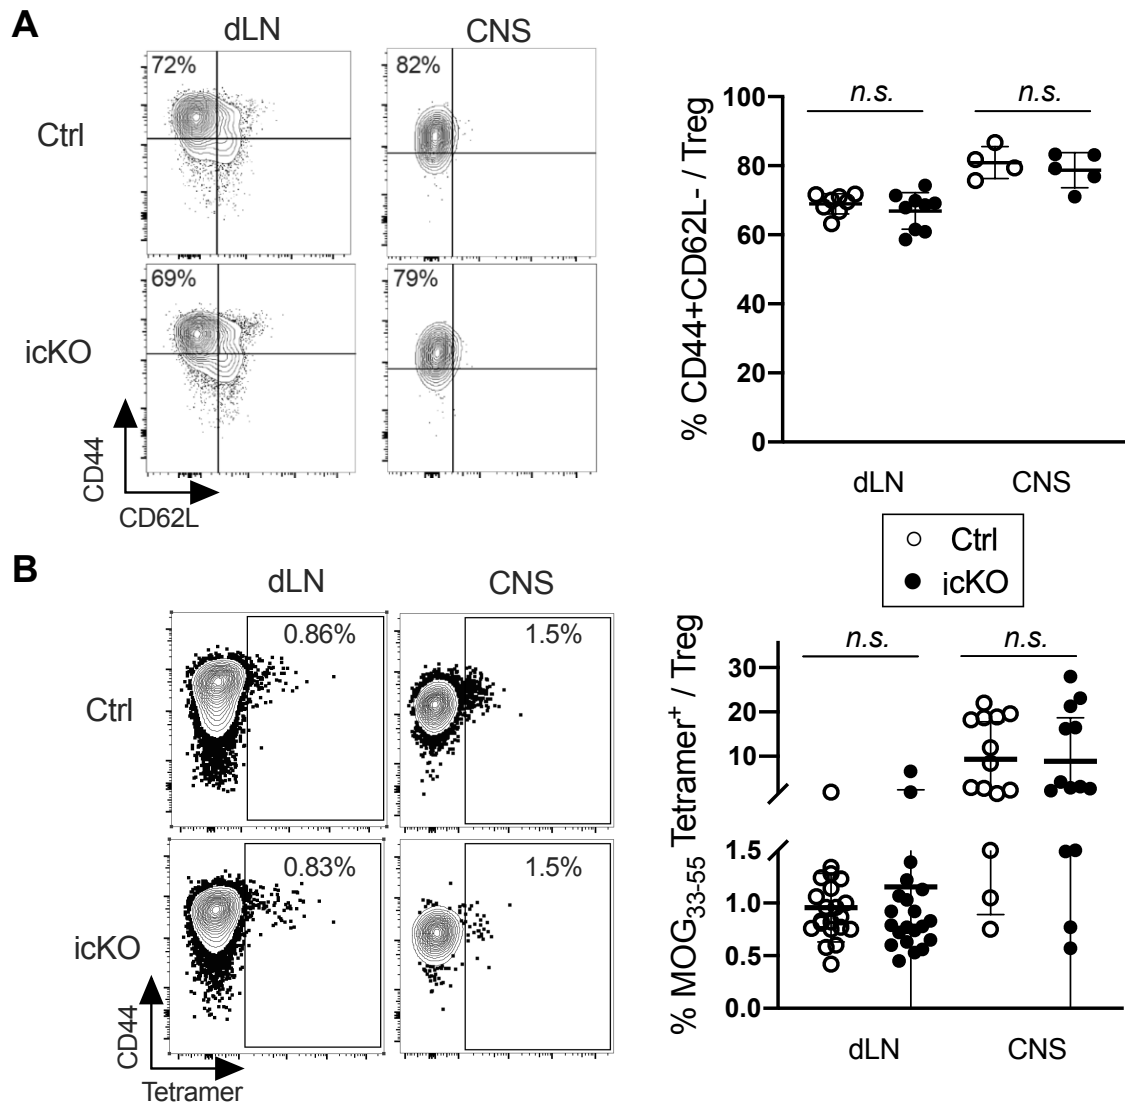 A
dLN
CNS
72%
82%
Ctrl
69%
79%
icKO
CD44
CD62L
% CD44+CD62L- / Treg
100
80
60
40
20
0
n.s.
n.s.
dLN
CNS
Ctrl
icKO
B
dLN
CNS
0.86%
1.5%
Ctrl
0.83%
1.5%
icKO
CD44
Tetramer
% MOG33-55 Tetramer+ / Treg
30
20
10
1.5
1.0
0.5
0.0
n.s.
n.s.
dLN
CNS